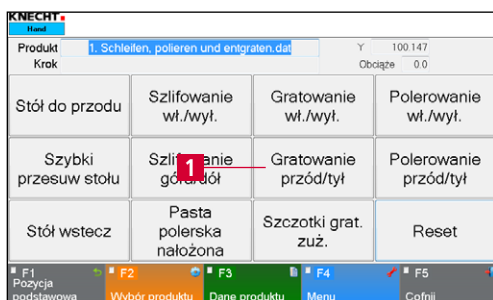 KNECHT
Hand
Produkt 1. Schleifen, polieren und entgraten.dat Y 100.147
Krok Obciąże 0.0
Stół do przodu
Szlifowanie
wł./wył.
Gratowanie
wł./wył.
Polerowanie
wł./wył.
Szybki
przesuw stołu
Szlifowanie
góra/dół
1
Gratowanie
przód/tył
Polerowanie
przód/tył
Stół wstecz
Pasta
polerska
nałożona
Szczotki grat.
zuż.
Reset
F1
Pozycja
podstawowa
F2
Wybór produktu
F3
Dane produktu
F4
Menu
F5
Cofnij